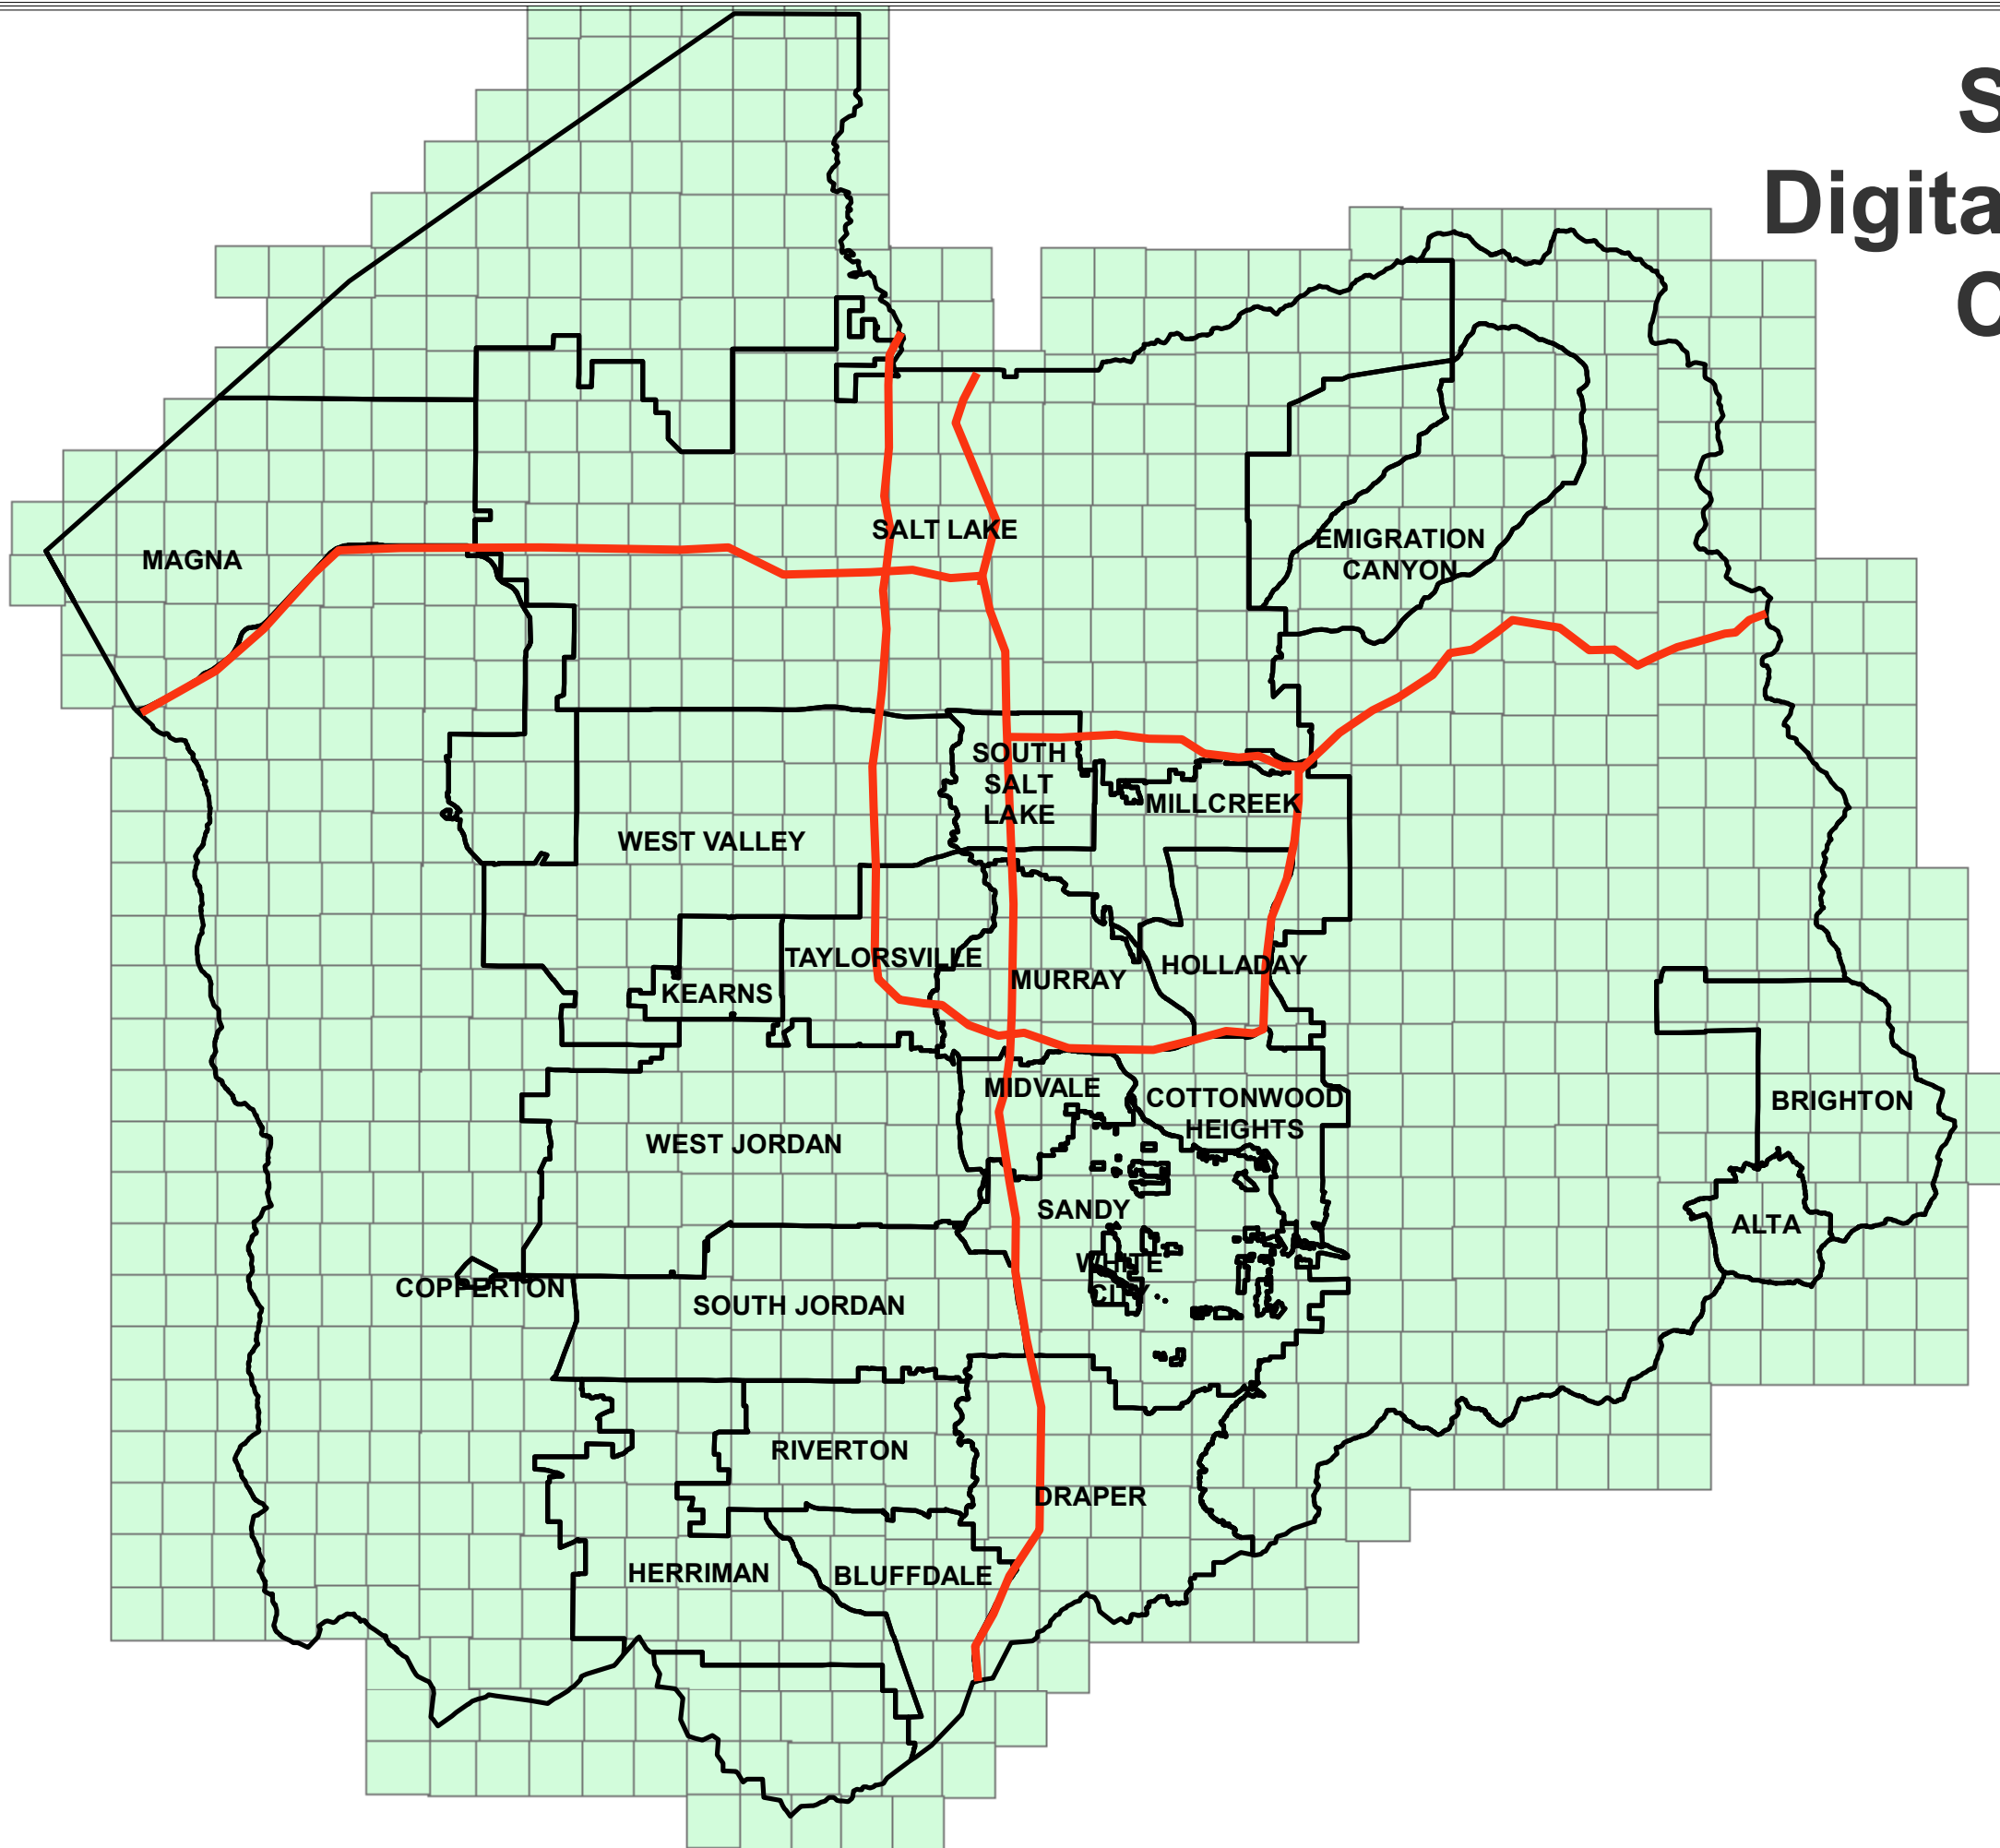 S
Digita
C
SALT LAKE
MAGNA
EMIGRATION
CANYON
SOUTH
SALT
LAKE
MILLCREEK
WEST VALLEY
TAYLORSVILLE
HOLLADAY
MURRAY
KEARNS
MIDVALE
COTTONWOOD
HEIGHTS
BRIGHTON
WEST JORDAN
SANDY
ALTA
WHITE
CITY
COPPERTON
SOUTH JORDAN
RIVERTON
DRAPER
HERRIMAN
BLUFFDALE